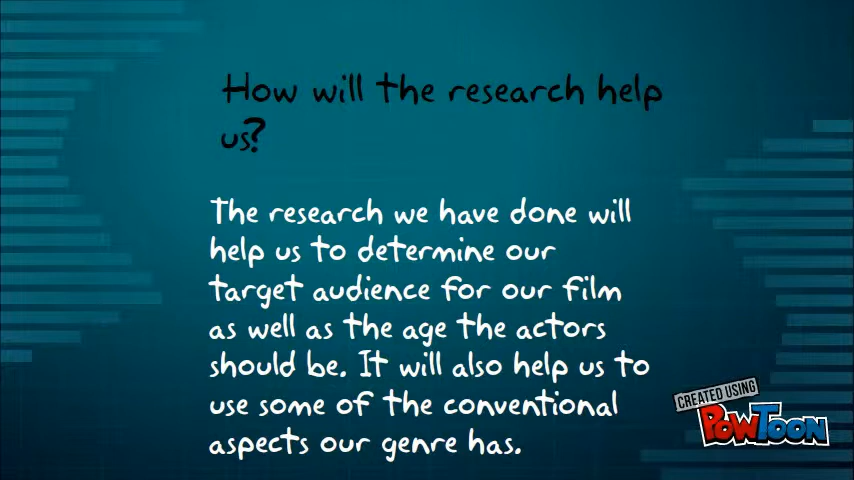 How will the research help
us?
The research we have done will
help us to determine our
target audience for our film
as well as the age the actors
should be. It will also help us to
use some of the conventional
aspects our genre has.
CREATED USING
POWTOON